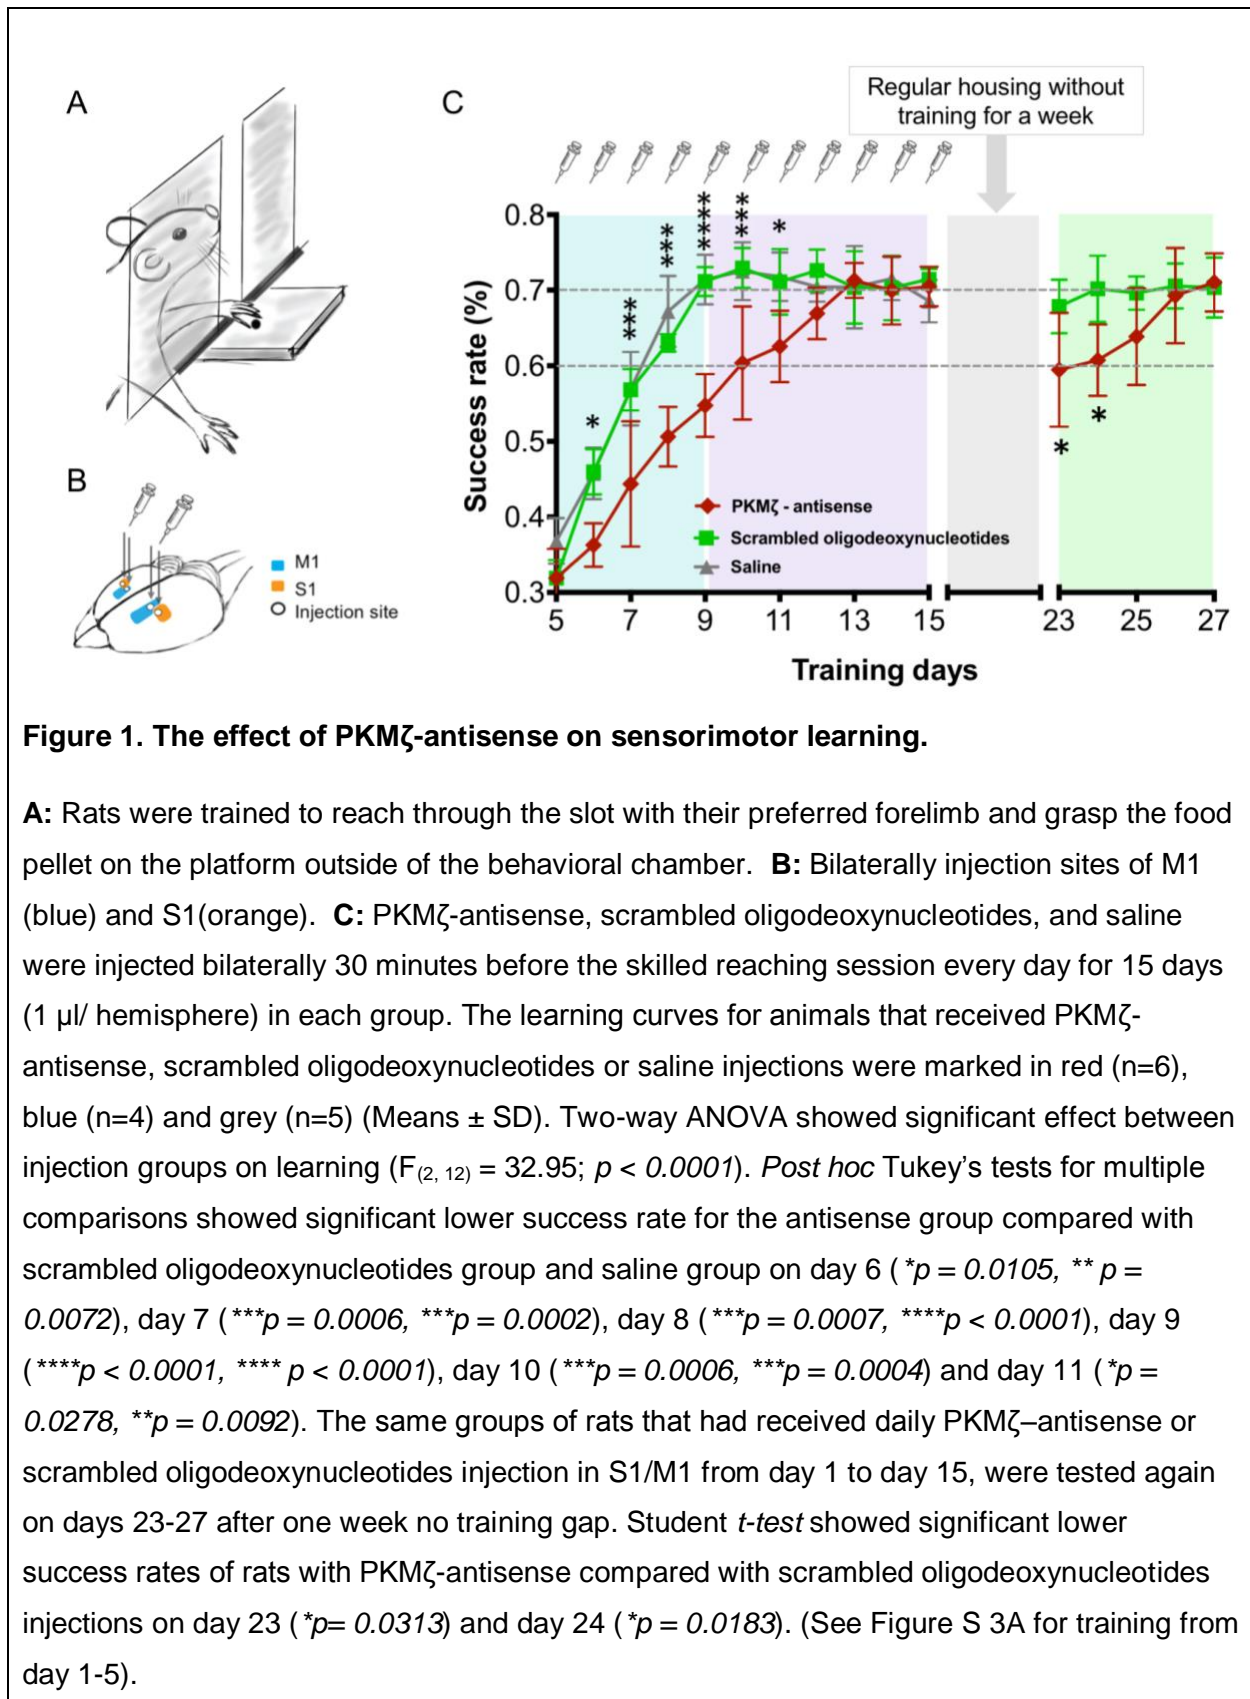 A
B
M1
S1
Injection site
C
Regular housing without
training for a week
Success rate (%)
0.8
0.7
0.6
0.5
0.4
0.3
*
***
***
****
***
*
*
*
PKMζ - antisense
Scrambled oligodeoxynucleotides
Saline
5 7 9 11 13 15 23 25 27
Training days
Figure 1. The effect of PKMζ-antisense on sensorimotor learning.
A: Rats were trained to reach through the slot with their preferred forelimb and grasp the food
pellet on the platform outside of the behavioral chamber. B: Bilaterally injection sites of M1
(blue) and S1(orange). C: PKMζ-antisense, scrambled oligodeoxynucleotides, and saline
were injected bilaterally 30 minutes before the skilled reaching session every day for 15 days
(1 µl/ hemisphere) in each group. The learning curves for animals that received PKMζ-
antisense, scrambled oligodeoxynucleotides or saline injections were marked in red (n=6),
blue (n=4) and grey (n=5) (Means ± SD). Two-way ANOVA showed significant effect between
injection groups on learning (F(2, 12) = 32.95; p < 0.0001). Post hoc Tukey's tests for multiple
comparisons showed significant lower success rate for the antisense group compared with
scrambled oligodeoxynucleotides group and saline group on day 6 ( *p = 0.0105, ** p =
0.0072), day 7 ( ***p = 0.0006, ***p = 0.0002), day 8 ( ***p = 0.0007, ****p < 0.0001), day 9
( ****p < 0.0001, **** p < 0.0001), day 10 ( ***p = 0.0006, ***p = 0.0004) and day 11 ( *p =
0.0278, **p = 0.0092). The same groups of rats that had received daily PKMζ–antisense or
scrambled oligodeoxynucleotides injection in S1/M1 from day 1 to day 15, were tested again
on days 23-27 after one week no training gap. Student t-test showed significant lower
success rates of rats with PKMζ-antisense compared with scrambled oligodeoxynucleotides
injections on day 23 ( *p= 0.0313) and day 24 ( *p = 0.0183). (See Figure S 3A for training from
day 1-5).